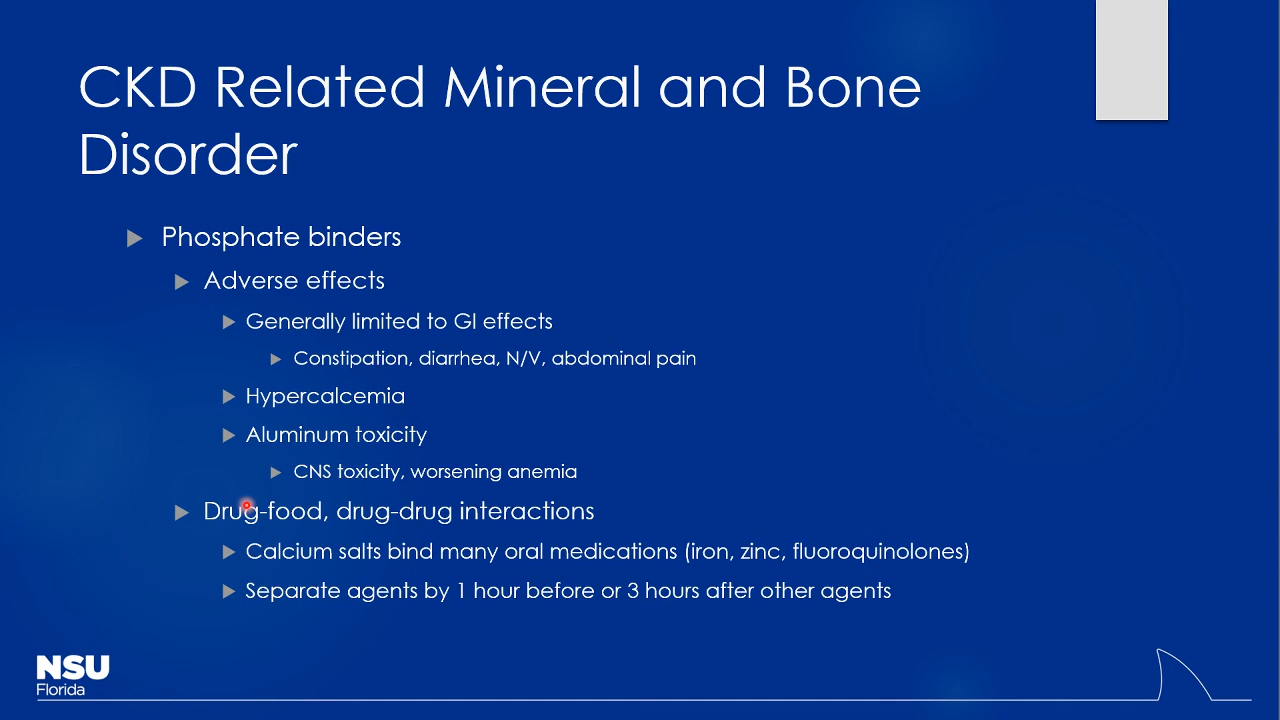 CKD Related Mineral and Bone
Disorder
Phosphate binders
Adverse effects
Generally limited to GI effects
Constipation, diarrhea, N/V, abdominal pain
Hypercalcemia
Aluminum toxicity
CNS toxicity, worsening anemia
Drug-food, drug-drug interactions
Calcium salts bind many oral medications (iron, zinc, fluoroquinolones)
Separate agents by 1 hour before or 3 hours after other agents
NSU
Florida